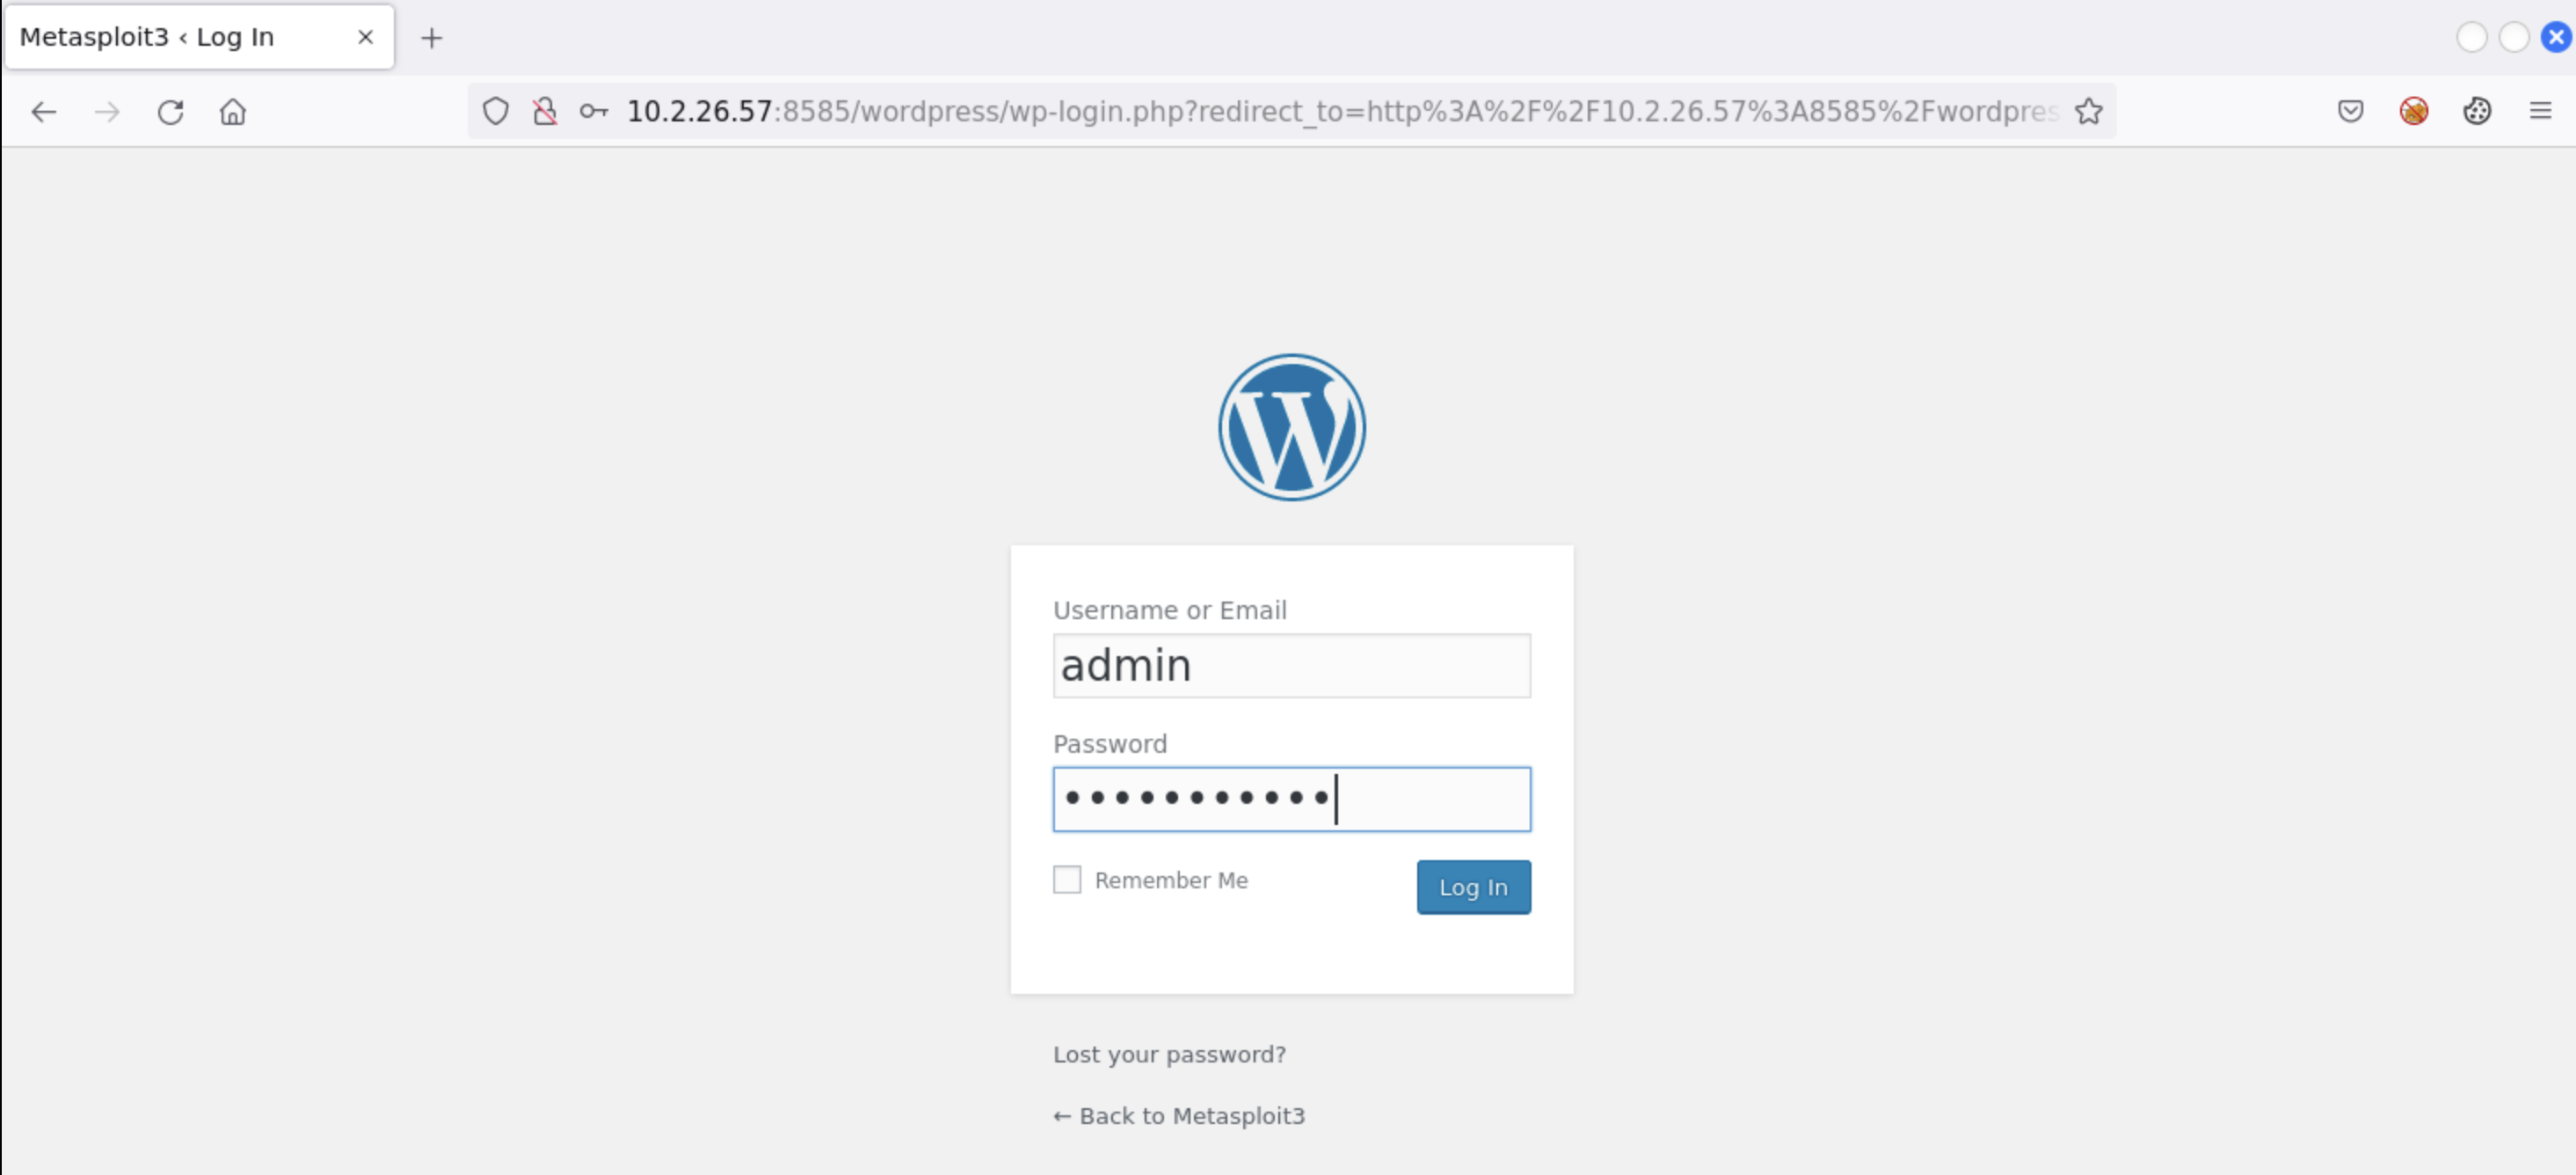 Metasploit3 ‹ Log In
10.2.26.57:8585/wordpress/wp-login.php?redirect_to=http%3A%2F%2F10.2.26.57%3A8585%2Fwordpres
Username or Email
admin
Password
Remember Me
Log In
Lost your password?
← Back to Metasploit3